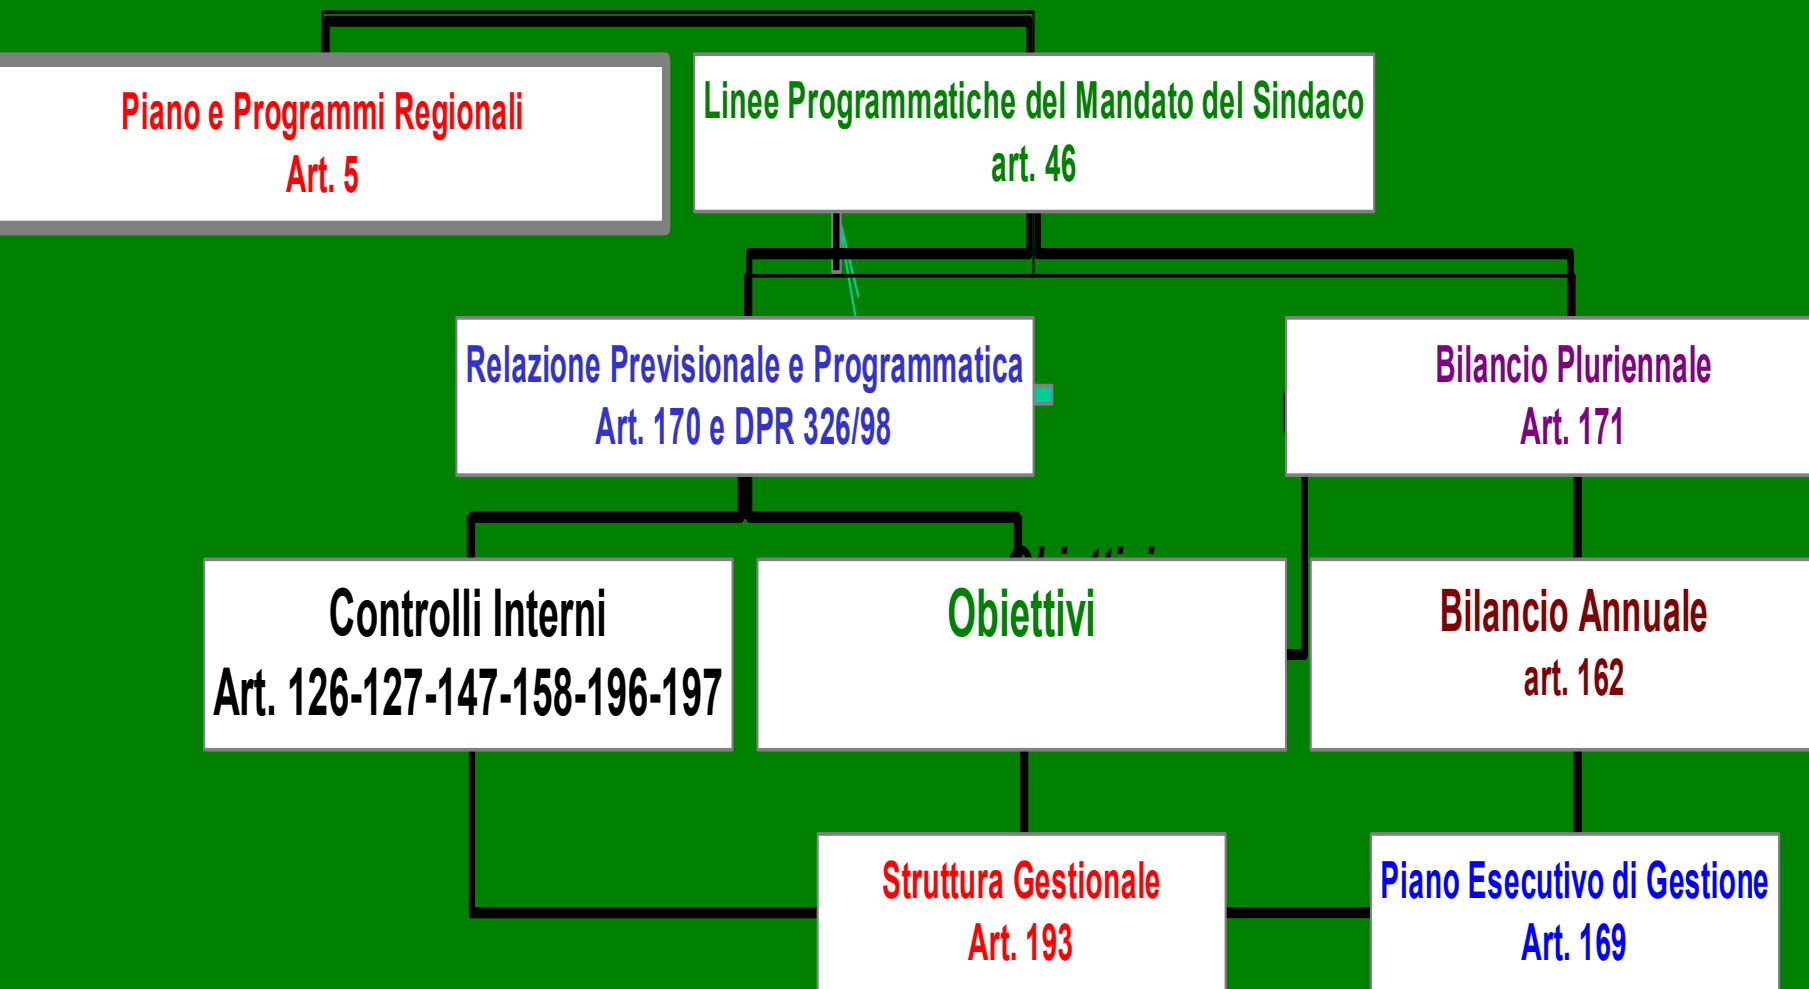 Piano e Programmi Regionali
Art. 5
Linee Programmatiche del Mandato del Sindaco
art. 46
Relazione Previsionale e Programmatica
Art. 170 e DPR 326/98
Bilancio Pluriennale
Art. 171
Controlli Interni
Art. 126-127-147-158-196-197
Obiettivi
Bilancio Annuale
art. 162
Struttura Gestionale
Art. 193
Piano Esecutivo di Gestione
Art. 169